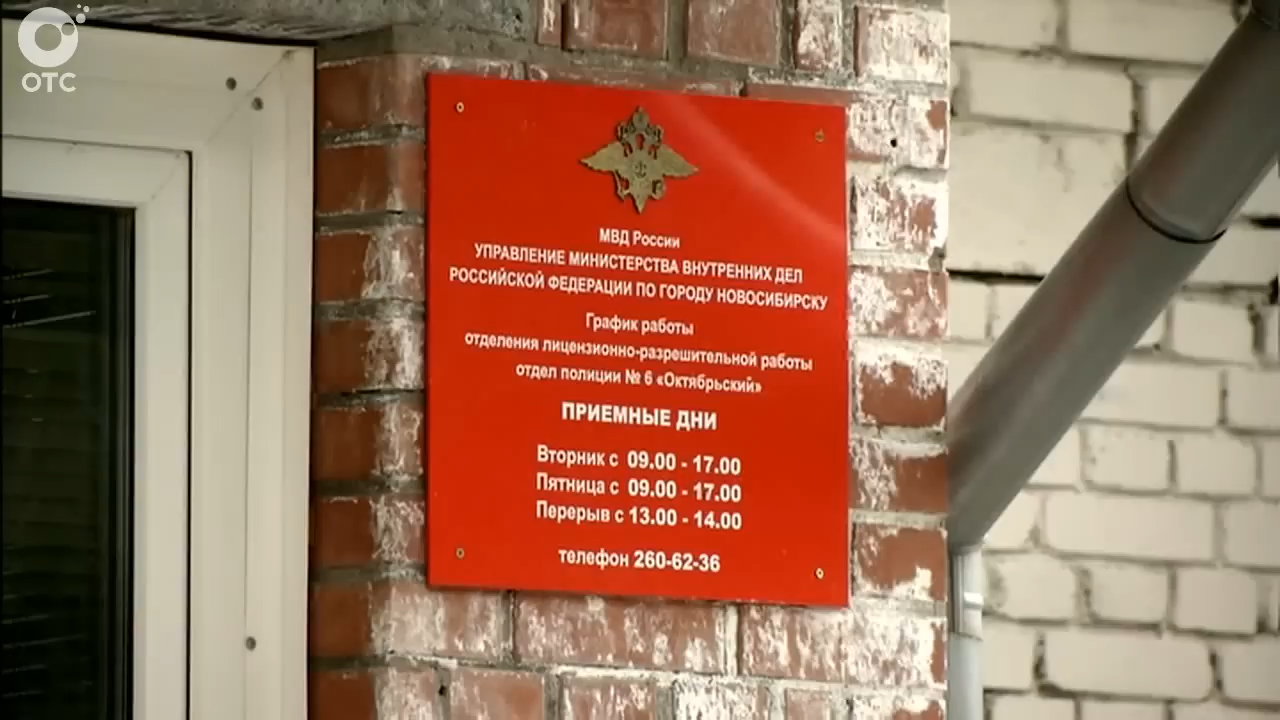 ОТС
МВД России
УПРАВЛЕНИЕ МИНИСТЕРСТВА ВНУТРЕННИХ ДЕЛ
РОССИЙСКОЙ ФЕДЕРАЦИИ ПО ГОРОДУ НОВОСИБИРСКУ
График работы
отделения лицензионно-разрешительной работы
отдел полиции № 6 «Октябрьский»
ПРИЕМНЫЕ ДНИ
Вторник с 09.00 - 17.00
Пятница с 09.00 - 17.00
Перерыв с 13.00 - 14.00
телефон 260-62-36